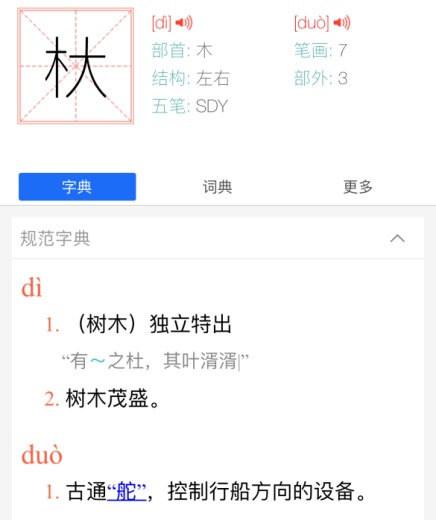 杕
[dì] [duò]
部首: 木 笔画: 7
结构: 左右 部外: 3
五笔: SDY
字典 词典 更多
规范字典
dì
1. （树木）独立特出
“有～之杜，其叶湑湑|”
2. 树木茂盛。
duò
1. 古通“舵”，控制行船方向的设备。